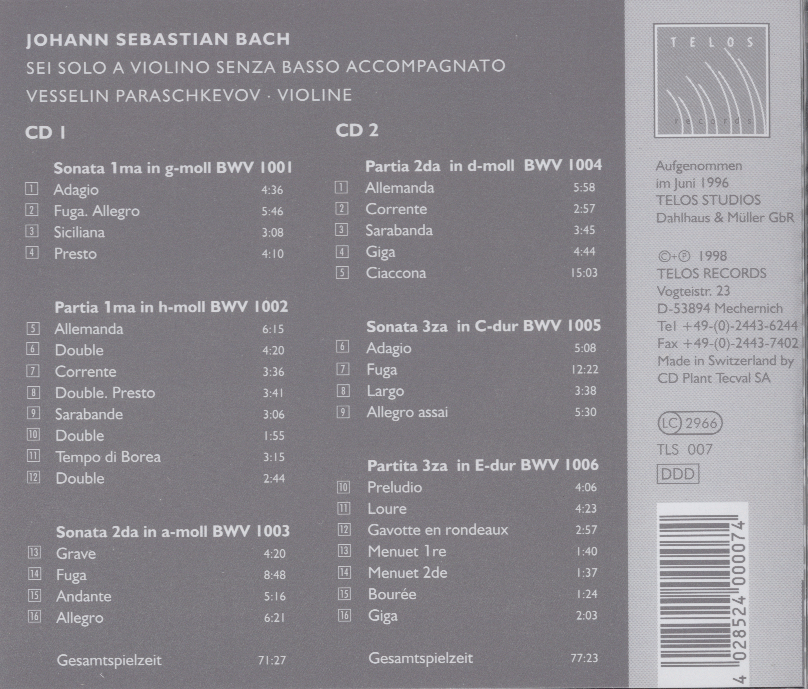 JOHANN SEBASTIAN BACH
SEI SOLO A VIOLINO SENZA BASSO ACCOMPAGNATO
VESSELIN PARASCHKEVOV · VIOLINE
CD 1
Sonata 1ma in g-moll BWV 1001
1 Adagio 4:36
2 Fuga. Allegro 5:46
3 Siciliana 3:08
4 Presto 4:10
Partia 1ma in h-moll BWV 1002
5 Allemanda 6:15
6 Double 4:20
7 Corrente 3:36
8 Double. Presto 3:41
9 Sarabande 3:06
10 Double 1:55
11 Tempo di Borea 3:15
12 Double 2:44
Sonata 2da in a-moll BWV 1003
13 Grave 4:20
14 Fuga 8:48
15 Andante 5:16
16 Allegro 6:21
Gesamtspielzeit 71:27
CD 2
Partia 2da in d-moll BWV 1004
1 Allemanda 5:58
2 Corrente 2:57
3 Sarabanda 3:45
4 Giga 4:44
5 Ciaccona 15:03
Sonata 3za in C-dur BWV 1005
6 Adagio 5:08
7 Fuga 12:22
8 Largo 3:38
9 Allegro assai 5:30
Partita 3za in E-dur BWV 1006
10 Preludio 4:06
11 Loure 4:23
12 Gavotte en rondeaux 2:57
13 Menuet 1re 1:40
14 Menuet 2de 1:37
15 Bourée 1:24
16 Giga 2:03
Gesamtspielzeit 77:23
TELOS
records
Aufgenommen
im Juni 1996
TELOS STUDIOS
Dahlhaus & Müller GbR
©+℗ 1998
TELOS RECORDS
Vogteistr. 23
D-53894 Mechernich
Tel +49-(0)-2443-6244
Fax +49-(0)-2443-7402
Made in Switzerland by
CD Plant Tecval SA
LC 2966
TLS 007
DDD
4 028524 000074